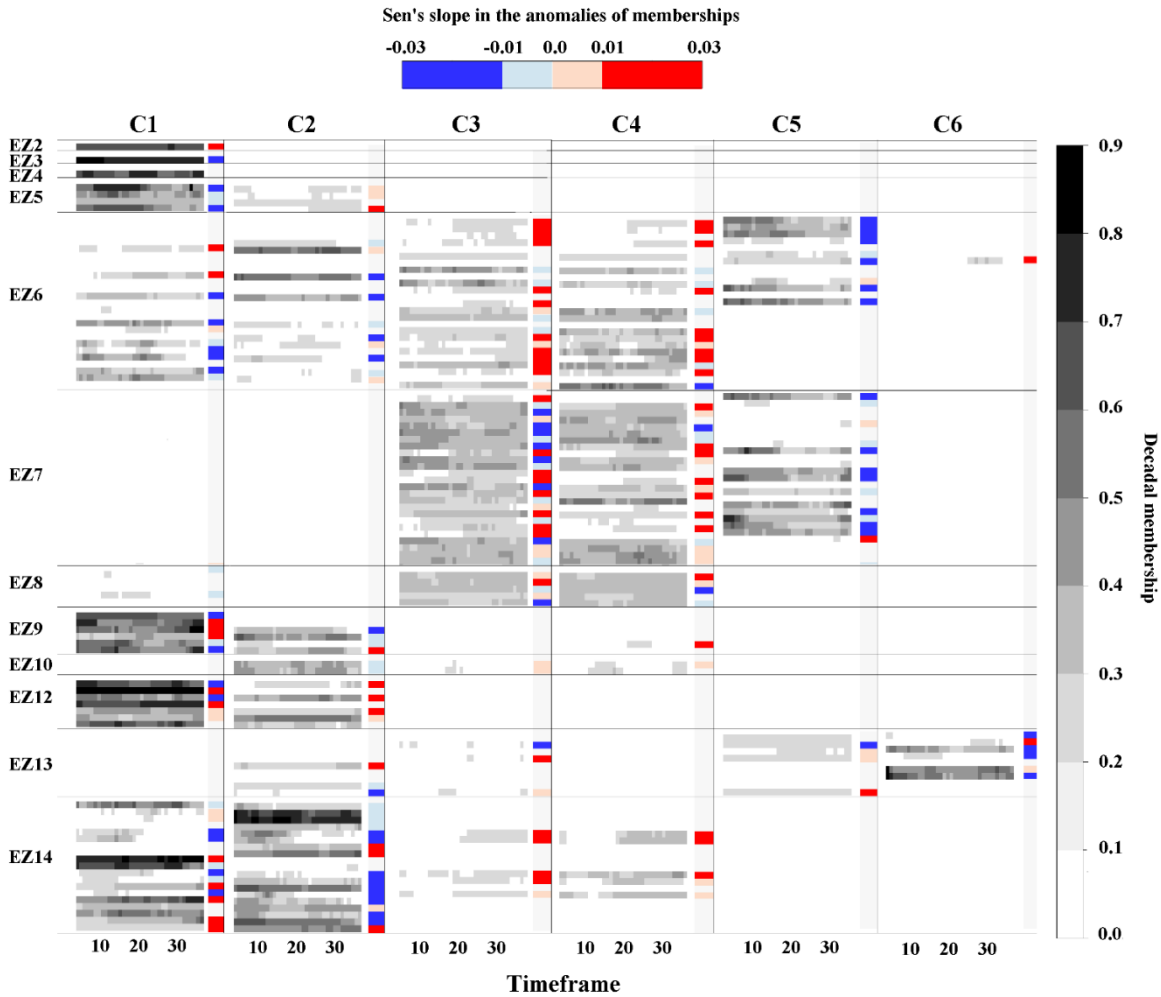 Sen's slope in the anomalies of memberships
-0.03 -0.01 0.0 0.01 0.03
C1 C2 C3 C4 C5 C6
EZ2
EZ3
EZ4
EZ5
EZ6
EZ7
EZ8
EZ9
EZ10
EZ12
EZ13
EZ14
10 20 30 10 20 30 10 20 30 10 20 30 10 20 30 10 20 30
Timeframe
0.9
0.8
0.7
0.6
0.5
0.4
0.3
0.2
0.1
0.0
Decadal membership